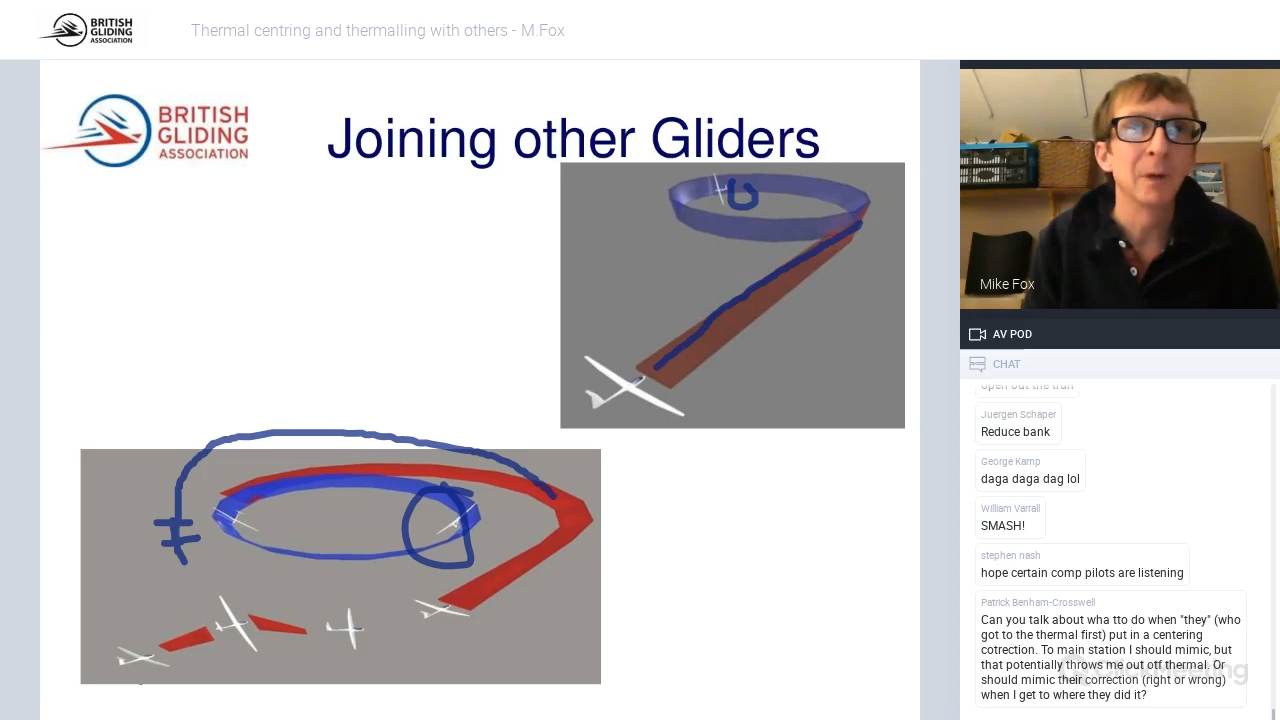 BRITISH
GLIDING
ASSOCIATION
Thermal centring and thermalling with others - M.Fox
BRITISH
GLIDING
ASSOCIATION
Joining other Gliders
Mike Fox
AV POD
CHAT
open out the
Juergen Schaper
Reduce bank
George Kamp
daga daga dag lol
William Varrall
SMASH!
stephen nash
hope certain comp pilots are listening
Patrick Benham-Crosswell
Can you talk about wha tto do when "they" (who
got to the thermal first) put in a centering
cotrection. To main station I should mimic, but
that potentially throws me out off thermal. Or
should mimic their correction (right or wrong)
when I get to where they did it?
ClickMeeting